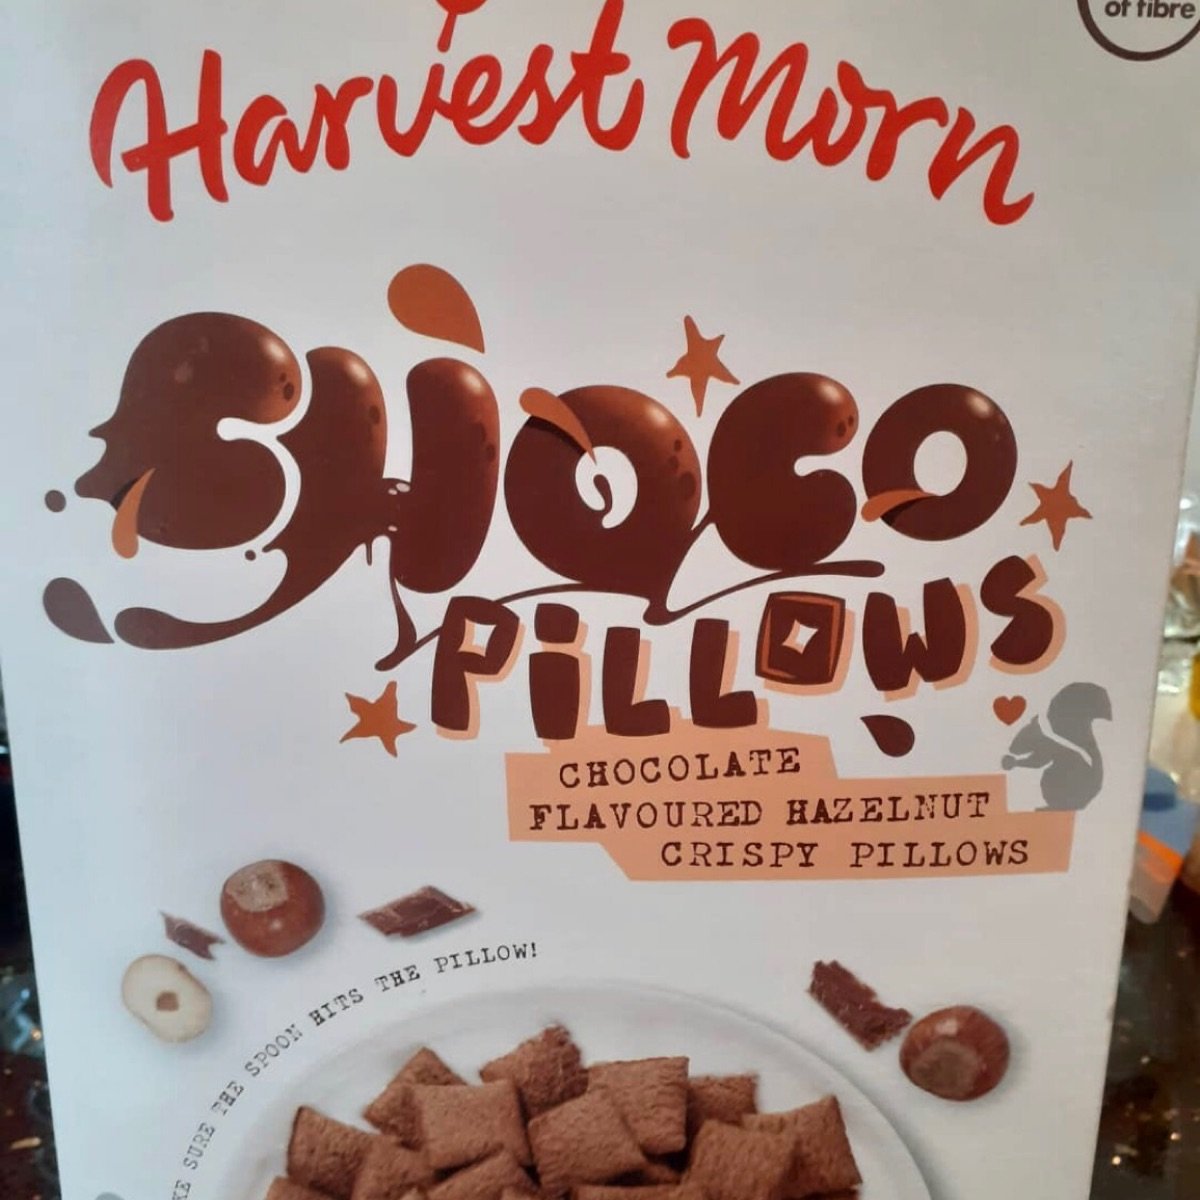 of fibre
Harvest Morn
CHOCO
PILLOWS
CHOCOLATE
FLAVOURED HAZELNUT
CRISPY PILLOWS
SURE THE SPOON HITS THE PILLOW!